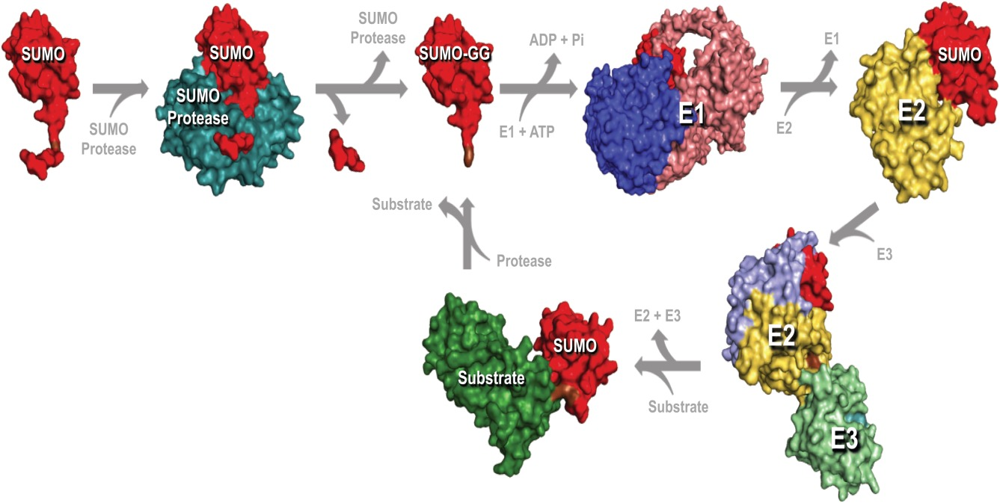 SUMO
SUMO
Protease
SUMO
SUMO
Protease
SUMO
Protease
SUMO-GG
ADP + Pi
E1 + ATP
E1
E1
E2
SUMO
E2
E3
E2
E3
E2 + E3
Substrate
SUMO
Substrate
Substrate
Protease